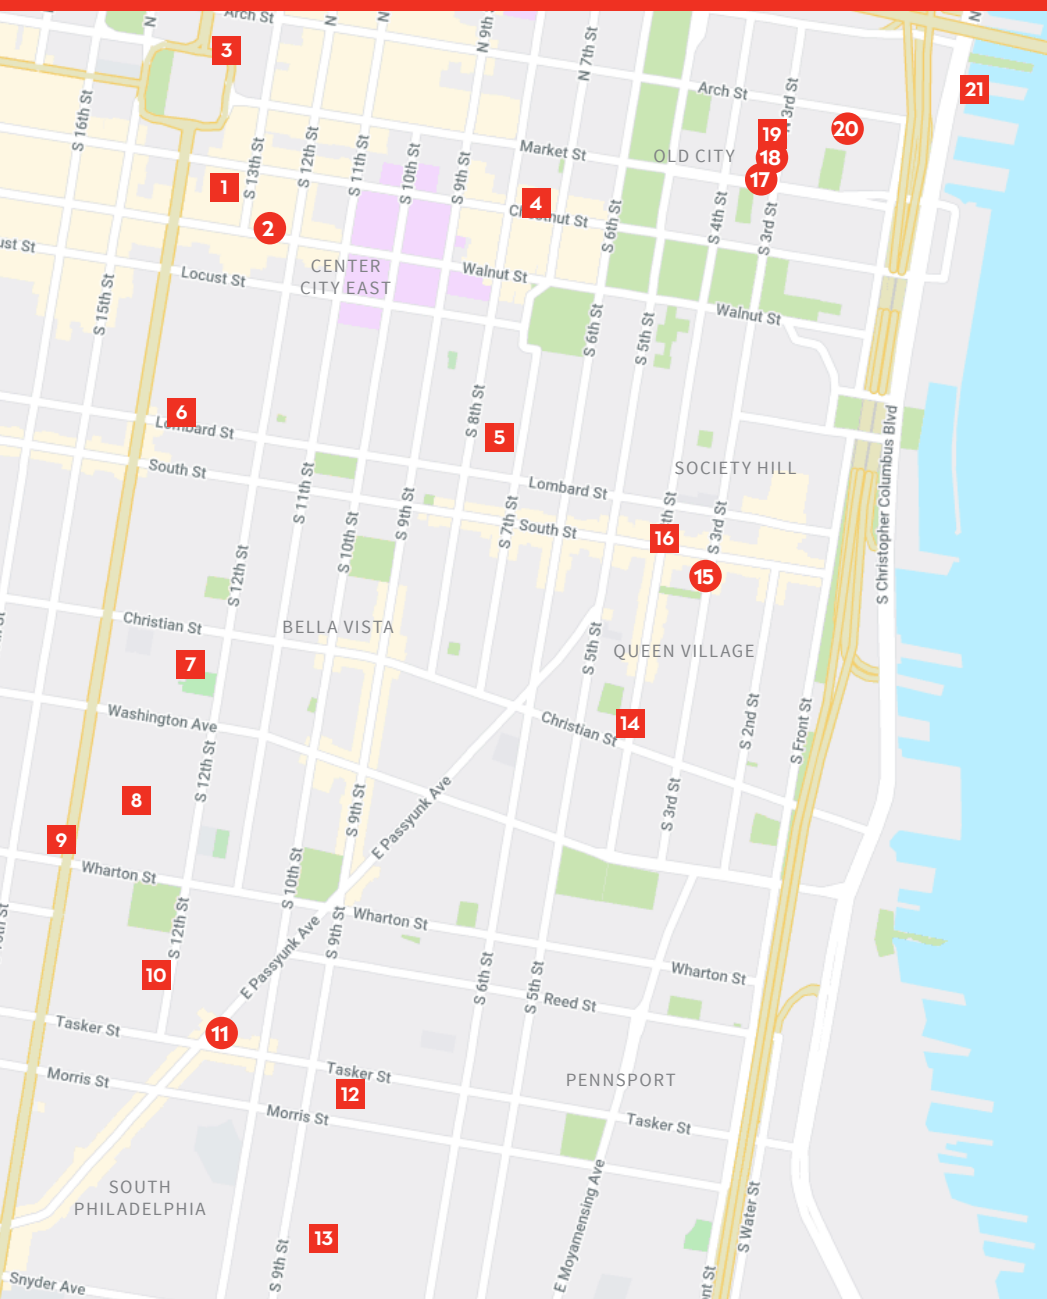 Arch St
N
N
N
N 9th St
N 7th St
N
3
21
S 16th St
Arch St
N 3rd St
20
19
18
17
OLD CITY
Market St
S 13th St
S 12th St
S 11th St
S 10th St
S 9th St
1
2
4
Chestnut St
S 6th St
S 4th St
S 3rd St
ust St
Locust St
CENTER
CITY EAST
Walnut St
Walnut St
S 15th St
S 6th St
S 5th St
6
Lombard St
S 8th St
5
South St
SOCIETY HILL
S Christopher Columbus Blvd
S 11th St
S 10th St
S 9th St
Lombard St
S 7th St
South St
th St
S 3rd St
16
15
S 12th St
Christian St
BELLA VISTA
S 5th St
QUEEN VILLAGE
7
Washington Ave
Christian St
14
S 2nd St
S Front St
S 12th St
8
9
S 9th St
E Passyunk Ave
S 3rd St
Wharton St
S 10th St
S 12th St
Wharton St
S 9th St
E Passyunk Ave
10
S 6th St
S 5th St
Reed St
Wharton St
Tasker St
11
Morris St
Tasker St
12
Morris St
PENNSPORT
Tasker St
SOUTH
PHILADELPHIA
E Moyamensing Ave
S Water St
13
S 9th St
Snyder Ave
nt St